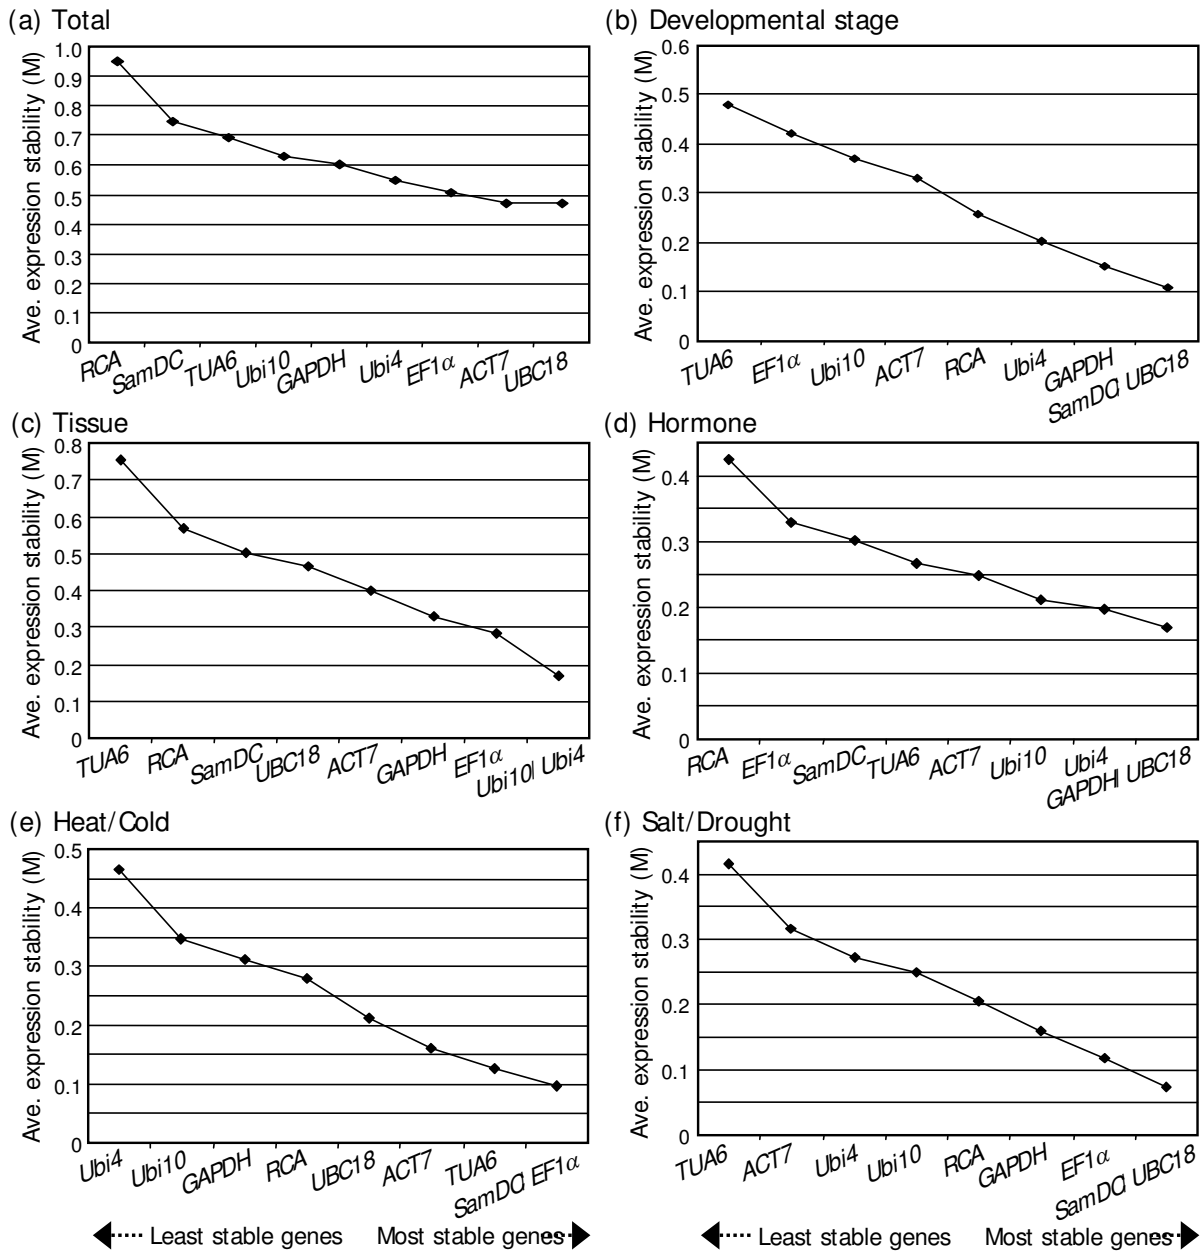 (a) Total
Ave. expression stability (M)
1.0
0.9
0.8
0.7
0.6
0.5
0.4
0.3
0.2
0.1
0
RCA SamDC TUA6 Ubi10 GAPDH Ubi4 EF1α ACT7 UBC18
(b) Developmental stage
Ave. expression stability (M)
0.6
0.5
0.4
0.3
0.2
0.1
0
TUA6 EF1α Ubi10 ACT7 RCA Ubi4 GAPDH SamDC/ UBC18
(c) Tissue
Ave. expression stability (M)
0.8
0.7
0.6
0.5
0.4
0.3
0.2
0.1
0
TUA6 RCA SamDC UBC18 ACT7 GAPDH EF1α Ubi10/ Ubi4
(d) Hormone
Ave. expression stability (M)
0.4
0.3
0.2
0.1
0
RCA EF1α SamDC TUA6 ACT7 Ubi10 Ubi4 GAPDH/ UBC18
(e) Heat/Cold
Ave. expression stability (M)
0.5
0.4
0.3
0.2
0.1
0
Ubi4 Ubi10 GAPDH RCA UBC18 ACT7 TUA6 SamDC/ EF1α
(f) Salt/Drought
Ave. expression stability (M)
0.4
0.3
0.2
0.1
0
TUA6 ACT7 Ubi4 Ubi10 RCA GAPDH EF1α SamDC/ UBC18
Least stable genes Most stable genes
Least stable genes Most stable genes